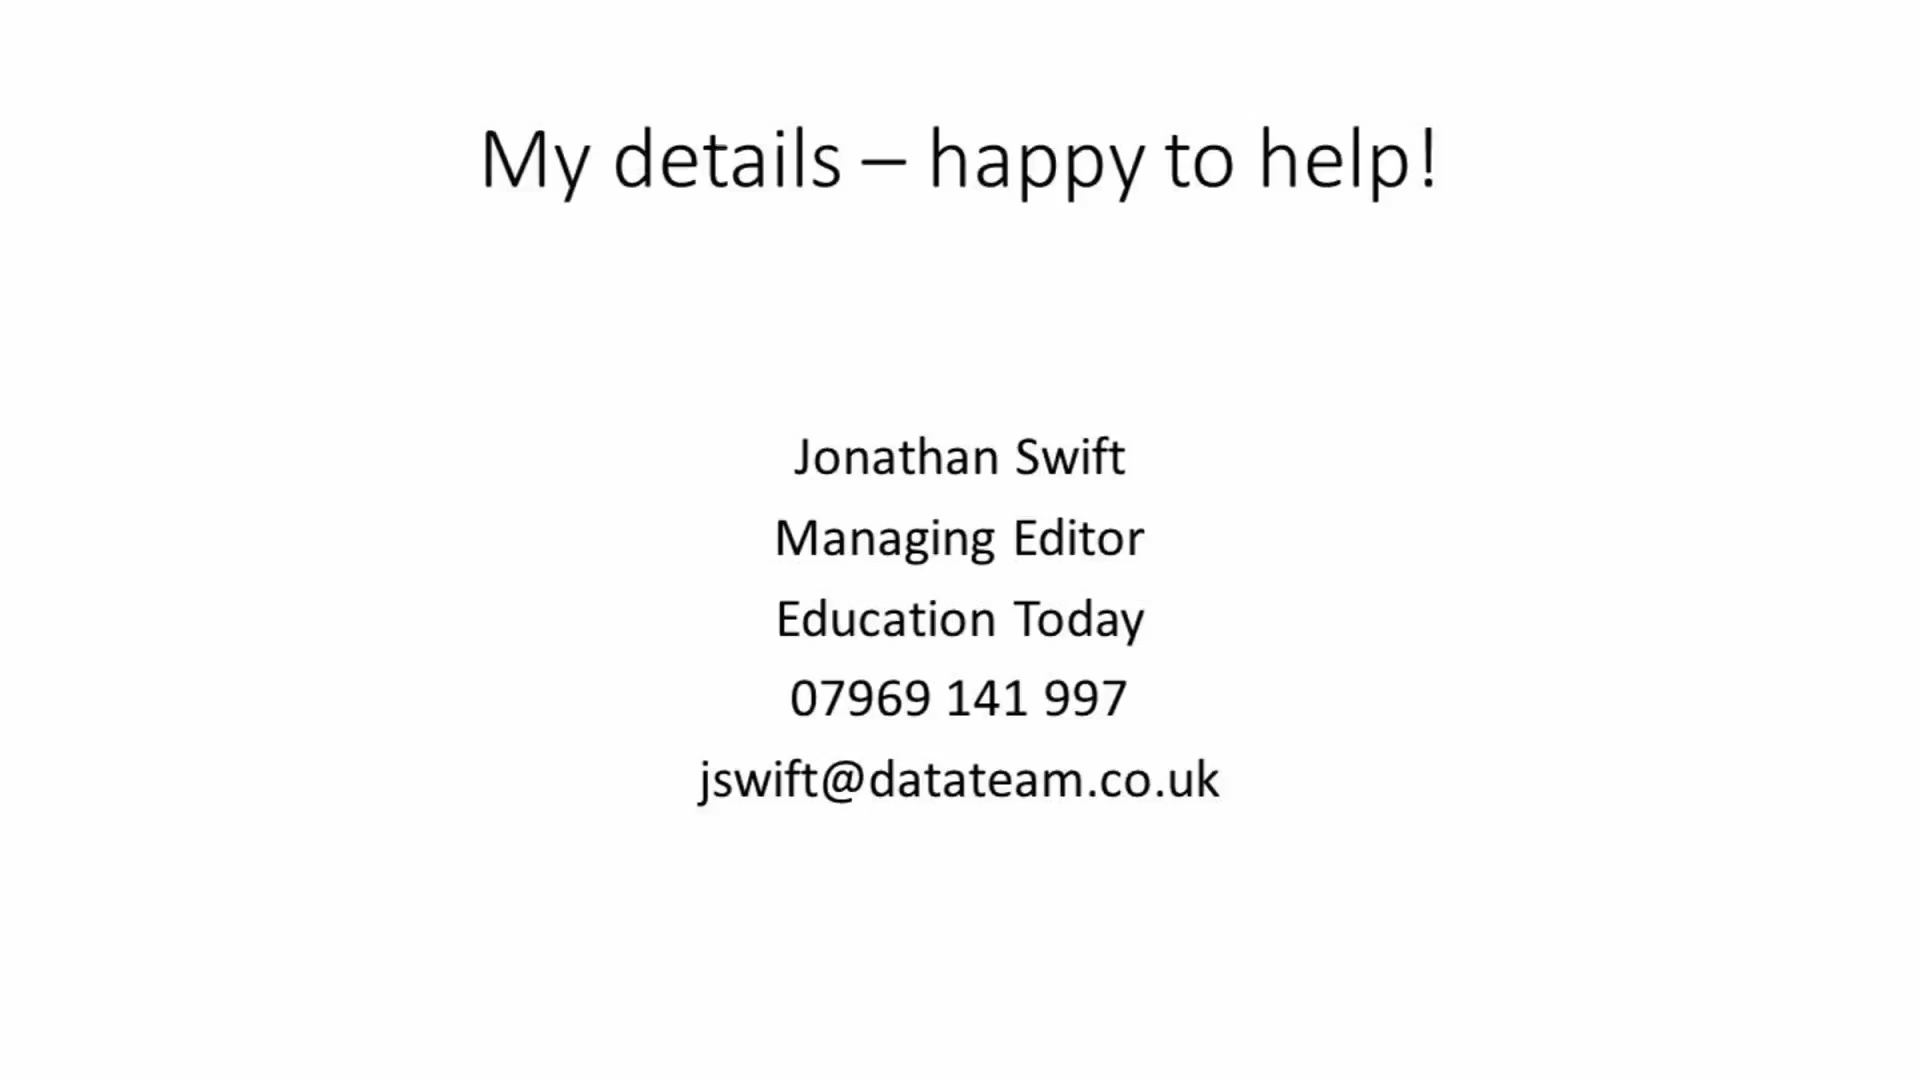 My details – happy to help!
Jonathan Swift
Managing Editor
Education Today
07969 141 997
jswift@datateam.co.uk